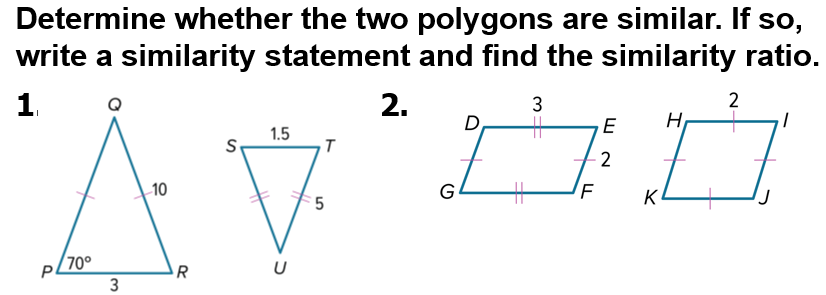 Determine whether the two polygons are similar. If so,
write a similarity statement and find the similarity ratio.
1.
Q
10
P
70°
3
R
S
1.5
T
5
U
2.
D
3
E
2
G
F
H
2
I
K
J